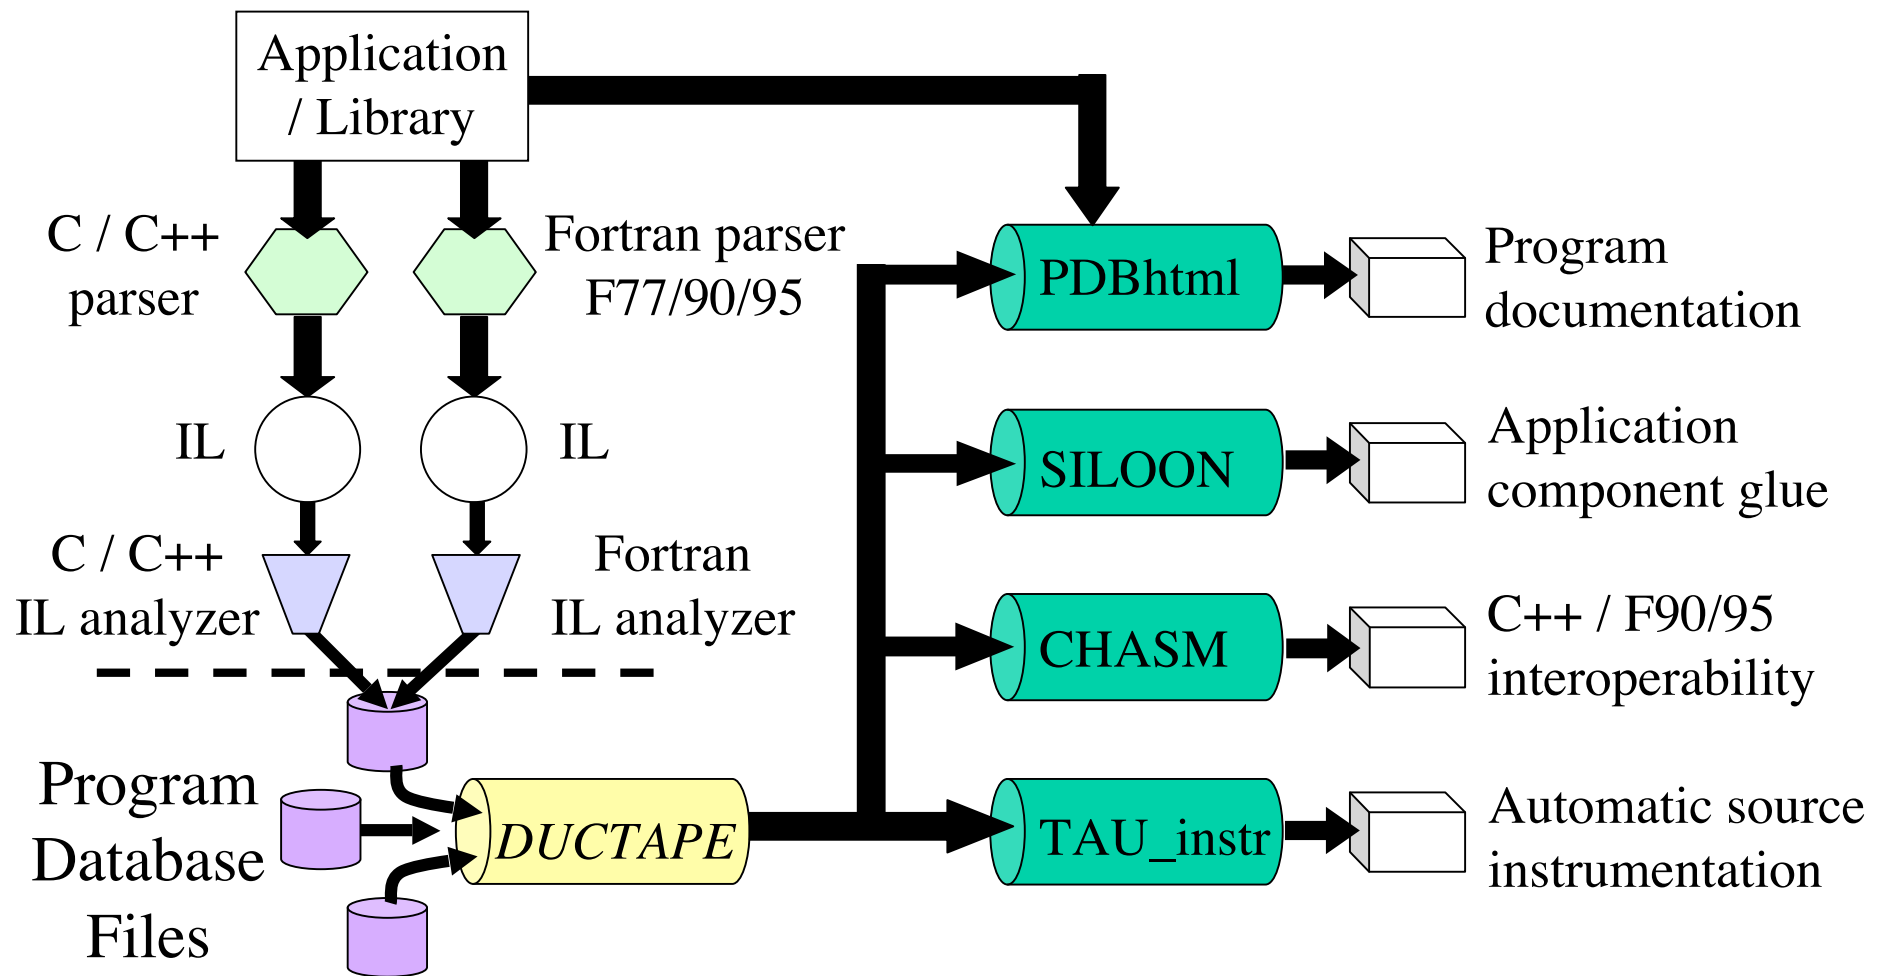 Application
/ Library
C / C++
parser
Fortran parser
F77/90/95
IL
IL
C / C++
IL analyzer
Fortran
IL analyzer
Program
Database
Files
DUCTAPE
PDBhtml
Program
documentation
SILOON
Application
component glue
CHASM
C++ / F90/95
interoperability
TAU_instr
Automatic source
instrumentation